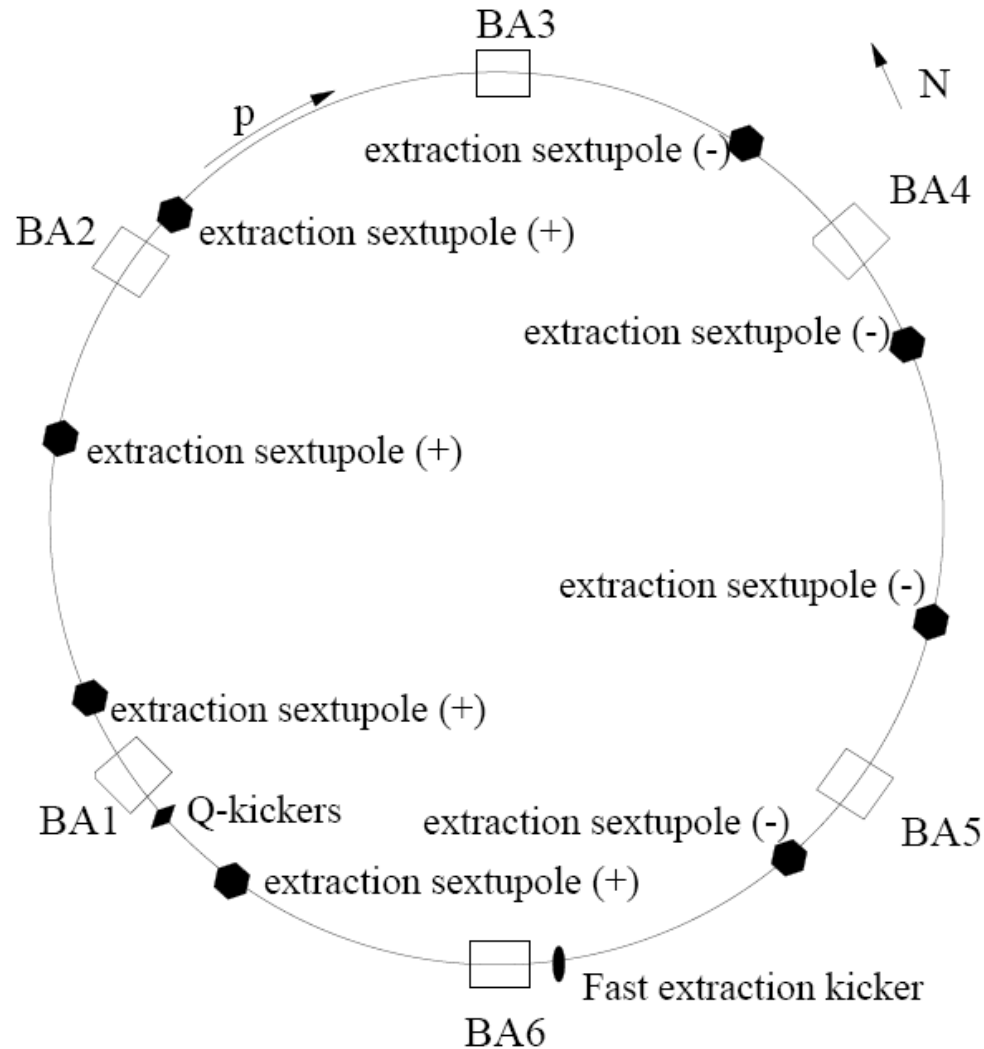 BA3
N
p
extraction sextupole (-)
BA4
BA2
extraction sextupole (+)
extraction sextupole (-)
extraction sextupole (+)
extraction sextupole (-)
extraction sextupole (+)
BA1
Q-kickers
extraction sextupole (-)
BA5
extraction sextupole (+)
Fast extraction kicker
BA6